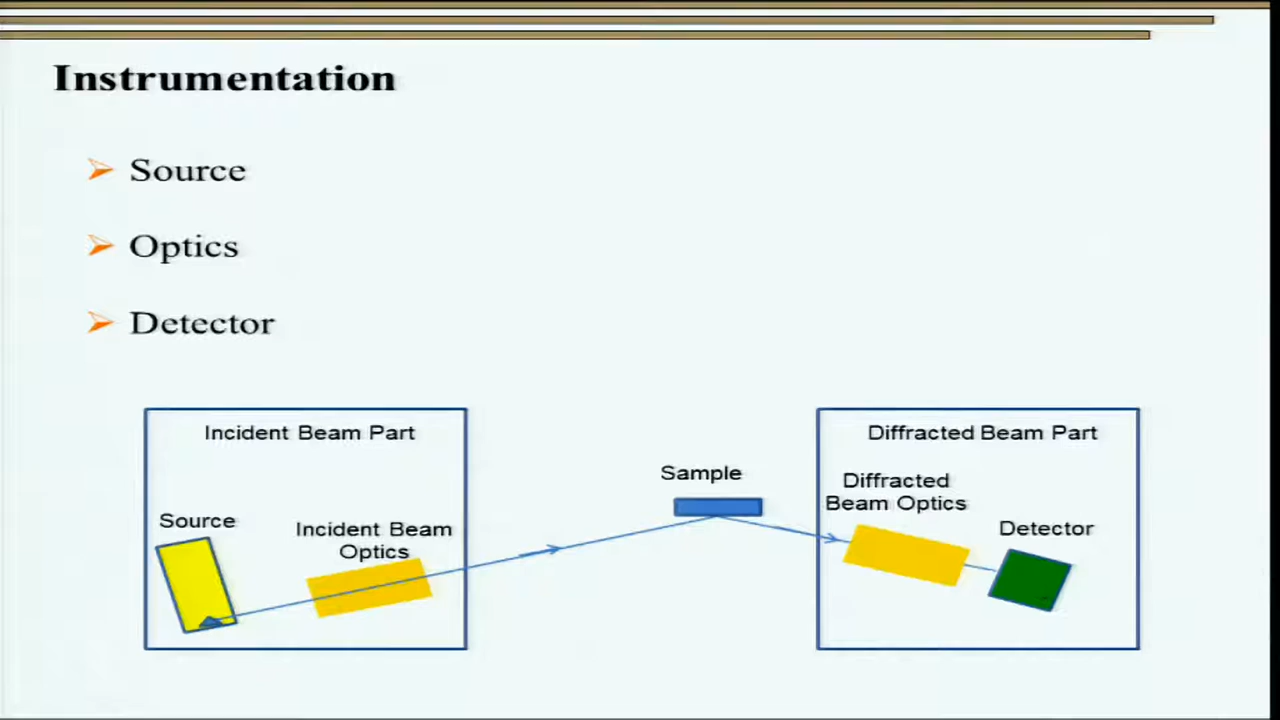 Instrumentation
Source
Optics
Detector
Incident Beam Part
Source
Incident Beam
Optics
Sample
Diffracted Beam Part
Diffracted
Beam Optics
Detector